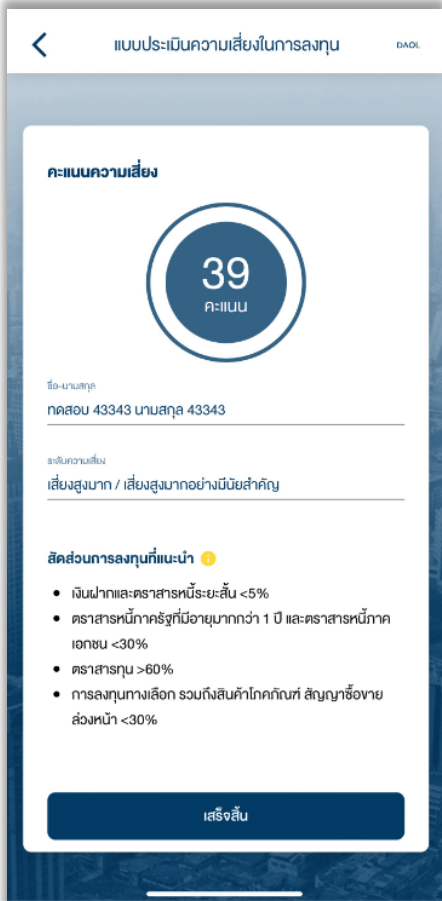 แบบประเมินความเสี่ยงในการลงทุน
DAOL
คะแนนความเสี่ยง
39
คะแนน
ชื่อ-นามสกุล
ทดสอบ 43343 นามสกุล 43343
ระดับความเสี่ยง
เสี่ยงสูงมาก / เสี่ยงสูงมากอย่างมีนัยสำคัญ
สัดส่วนการลงทุนที่แนะนำ
• เงินฝากและตราสารหนี้ระยะสั้น <5%
• ตราสารหนี้ภาครัฐที่มีอายุมากกว่า 1 ปี และตราสารหนี้ภาค
เอกชน <30%
• ตราสารทุน >60%
• การลงทุนทางเลือก รวมถึงสินค้าโภคภัณฑ์ สัญญาซื้อขาย
ล่วงหน้า <30%
เสร็จสิ้น